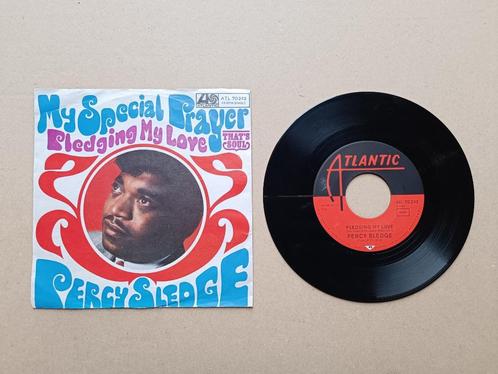 ATLANTIC
ATL 70.242
My Special Prayer
Pledging My Love
THAT'S
SOUL
PERCY SLEDGE
ATLANTIC
PLEDGING MY LOVE
PERCY SLEDGE